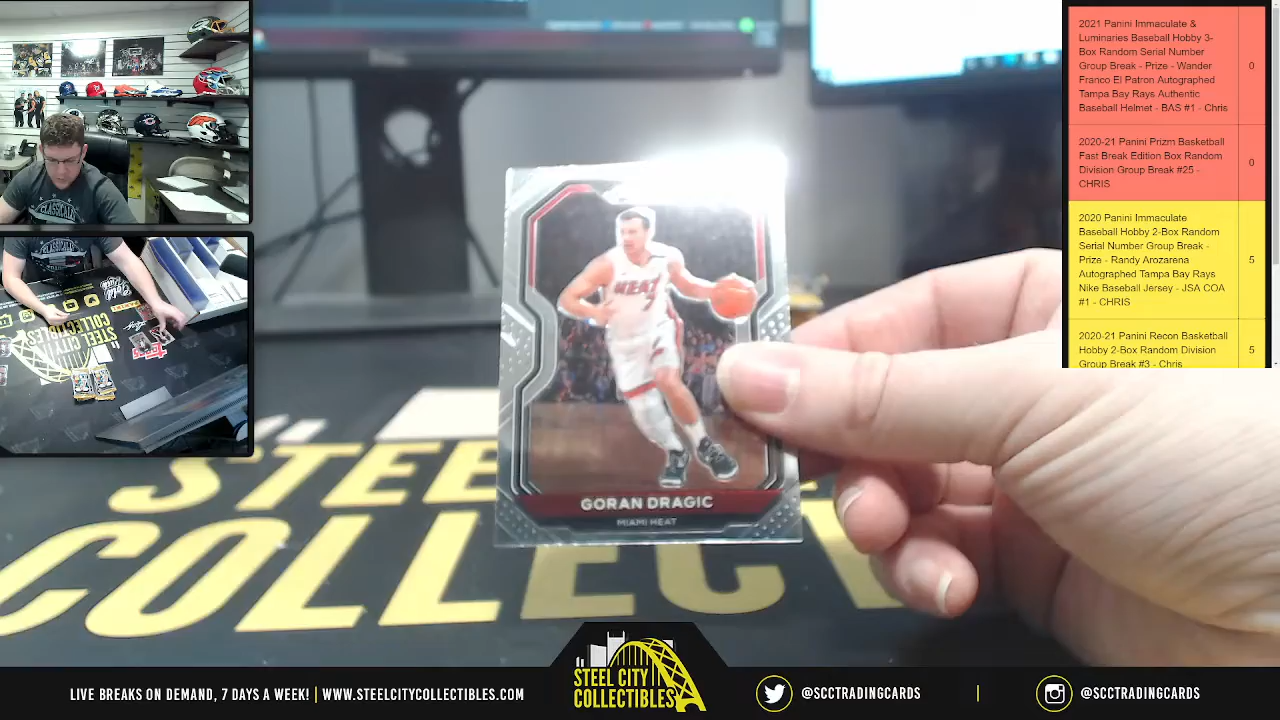 2021 Panini Immaculate &
Luminaries Baseball Hobby 3-
Box Random Serial Number
Group Break - Prize - Wander
Franco El Patron Autographed
Tampa Bay Rays Authentic
Baseball Helmet - BAS #1 - Chris
0
2020-21 Panini Prizm Basketball
Fast Break Edition Box Random
Division Group Break #25 -
CHRIS
0
2020 Panini Immaculate
Baseball Hobby 2-Box Random
Serial Number Group Break -
Prize - Randy Arozarena
Autographed Tampa Bay Rays
Nike Baseball Jersey - JSA COA
#1 - CHRIS
5
2020-21 Panini Recon Basketball
Hobby 2-Box Random Division
Group Break #3 - Chris
5
HEAT
7
GORAN DRAGIC
MIAMI HEAT
STEEL
COLLECTI
STEEL CITY
COLLECTIBLES
STEEL CITY
COLLECTIBLES
LIVE BREAKS ON DEMAND, 7 DAYS A WEEK! | WWW.STEELCITYCOLLECTIBLES.COM
@SCCTRADINGCARDS | @SCCTRADINGCARDS